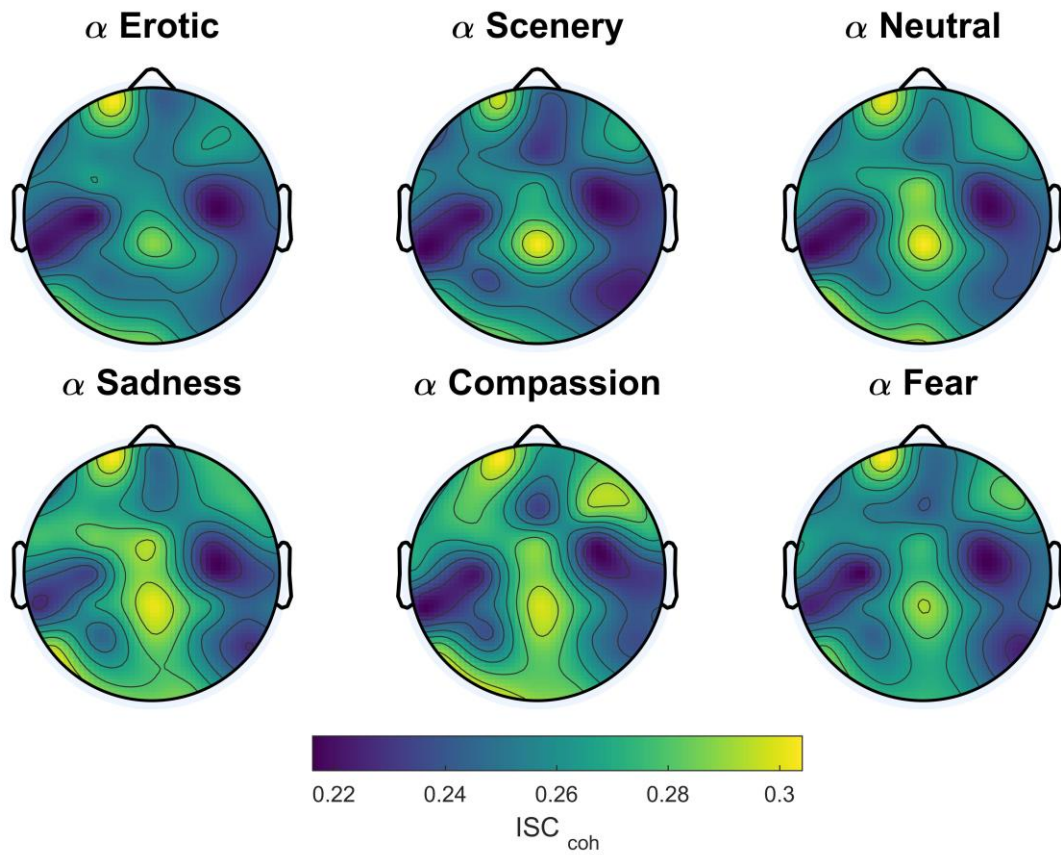 α Erotic
α Scenery
α Neutral
α Sadness
α Compassion
α Fear
0.22 0.24 0.26 0.28 0.3
ISC coh